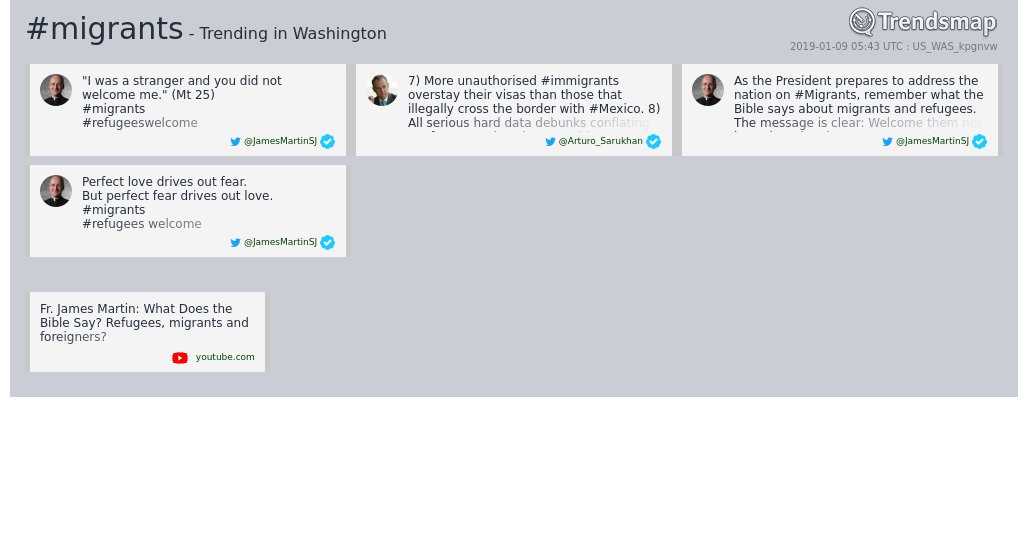 #migrants - Trending in Washington
Trendsmap
2019-01-09 05:43 UTC : US_WAS_kpgnvw
"I was a stranger and you did not
welcome me." (Mt 25)
#migrants
#refugeeswelcome
@JamesMartinSJ
7) More unauthorised #immigrants
overstay their visas than those that
illegally cross the border with #Mexico. 8)
All serious hard data debunks conflating
@Arturo_Sarukhan
As the President prepares to address the
nation on #Migrants, remember what the
Bible says about migrants and refugees.
The message is clear: Welcome them not
@JamesMartinSJ
Perfect love drives out fear.
But perfect fear drives out love.
#migrants
#refugees welcome
@JamesMartinSJ
Fr. James Martin: What Does the
Bible Say? Refugees, migrants and
foreigners?
youtube.com